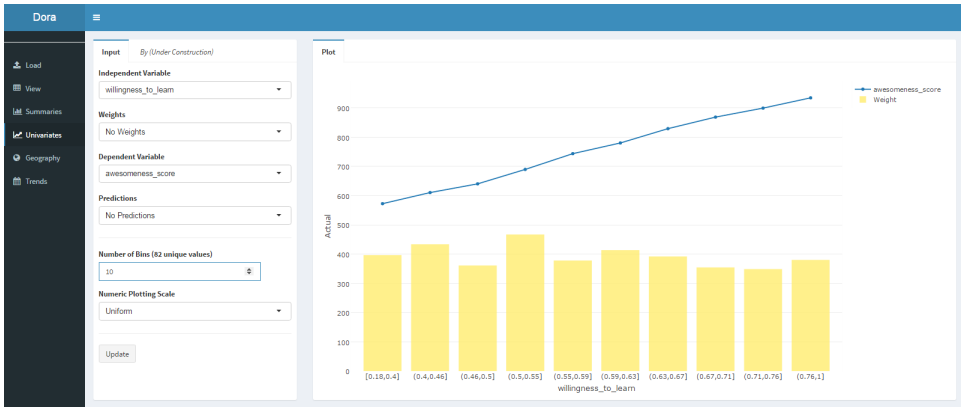 Dora
Load
View
Summaries
Univariates
Geography
Trends
Input
By (Under Construction)
Independent Variable
willingness_to_learn
Weights
No Weights
Dependent Variable
awesomeness_score
Predictions
No Predictions
Number of Bins (82 unique values)
10
Numeric Plotting Scale
Uniform
Update
Plot
awesomeness_score
Weight
Actual
900
800
700
600
500
400
300
200
100
0
[0.18,0.4] (0.4,0.46] (0.46,0.5] (0.5,0.55] (0.55,0.59] (0.59,0.63] (0.63,0.67] (0.67,0.71] (0.71,0.76] (0.76,1]
willingness_to_learn